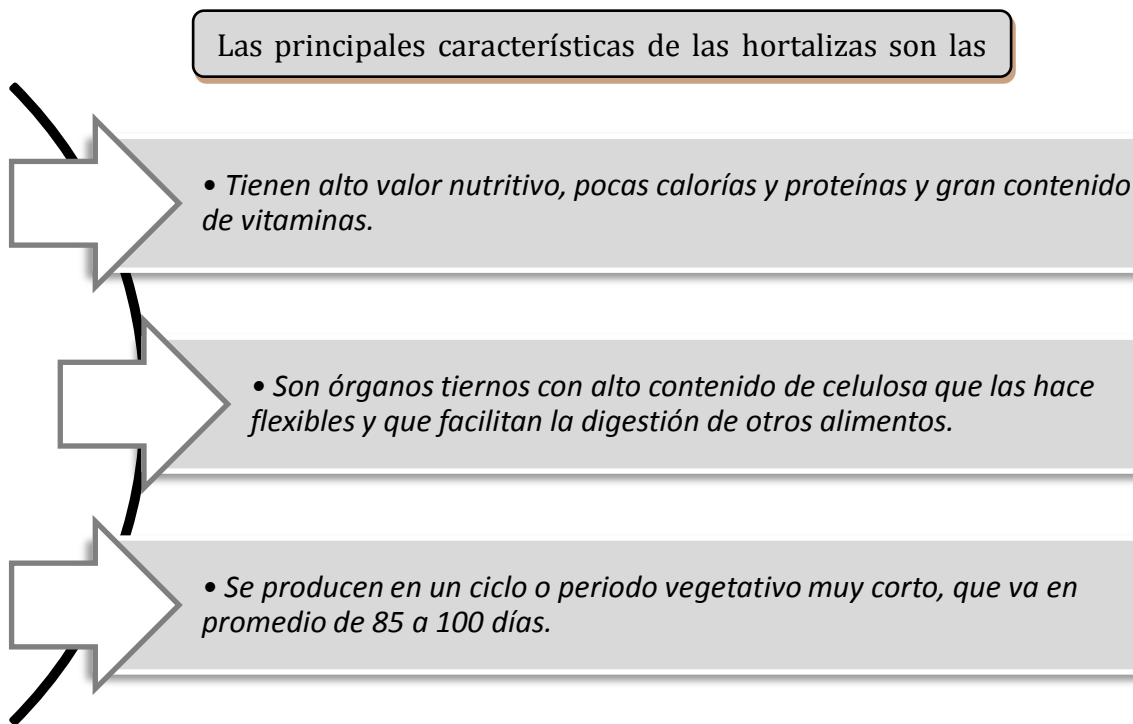 Las principales características de las hortalizas son las
• Tienen alto valor nutritivo, pocas calorías y proteínas y gran contenido
de vitaminas.
• Son órganos tiernos con alto contenido de celulosa que las hace
flexibles y que facilitan la digestión de otros alimentos.
• Se producen en un ciclo o periodo vegetativo muy corto, que va en
promedio de 85 a 100 días.